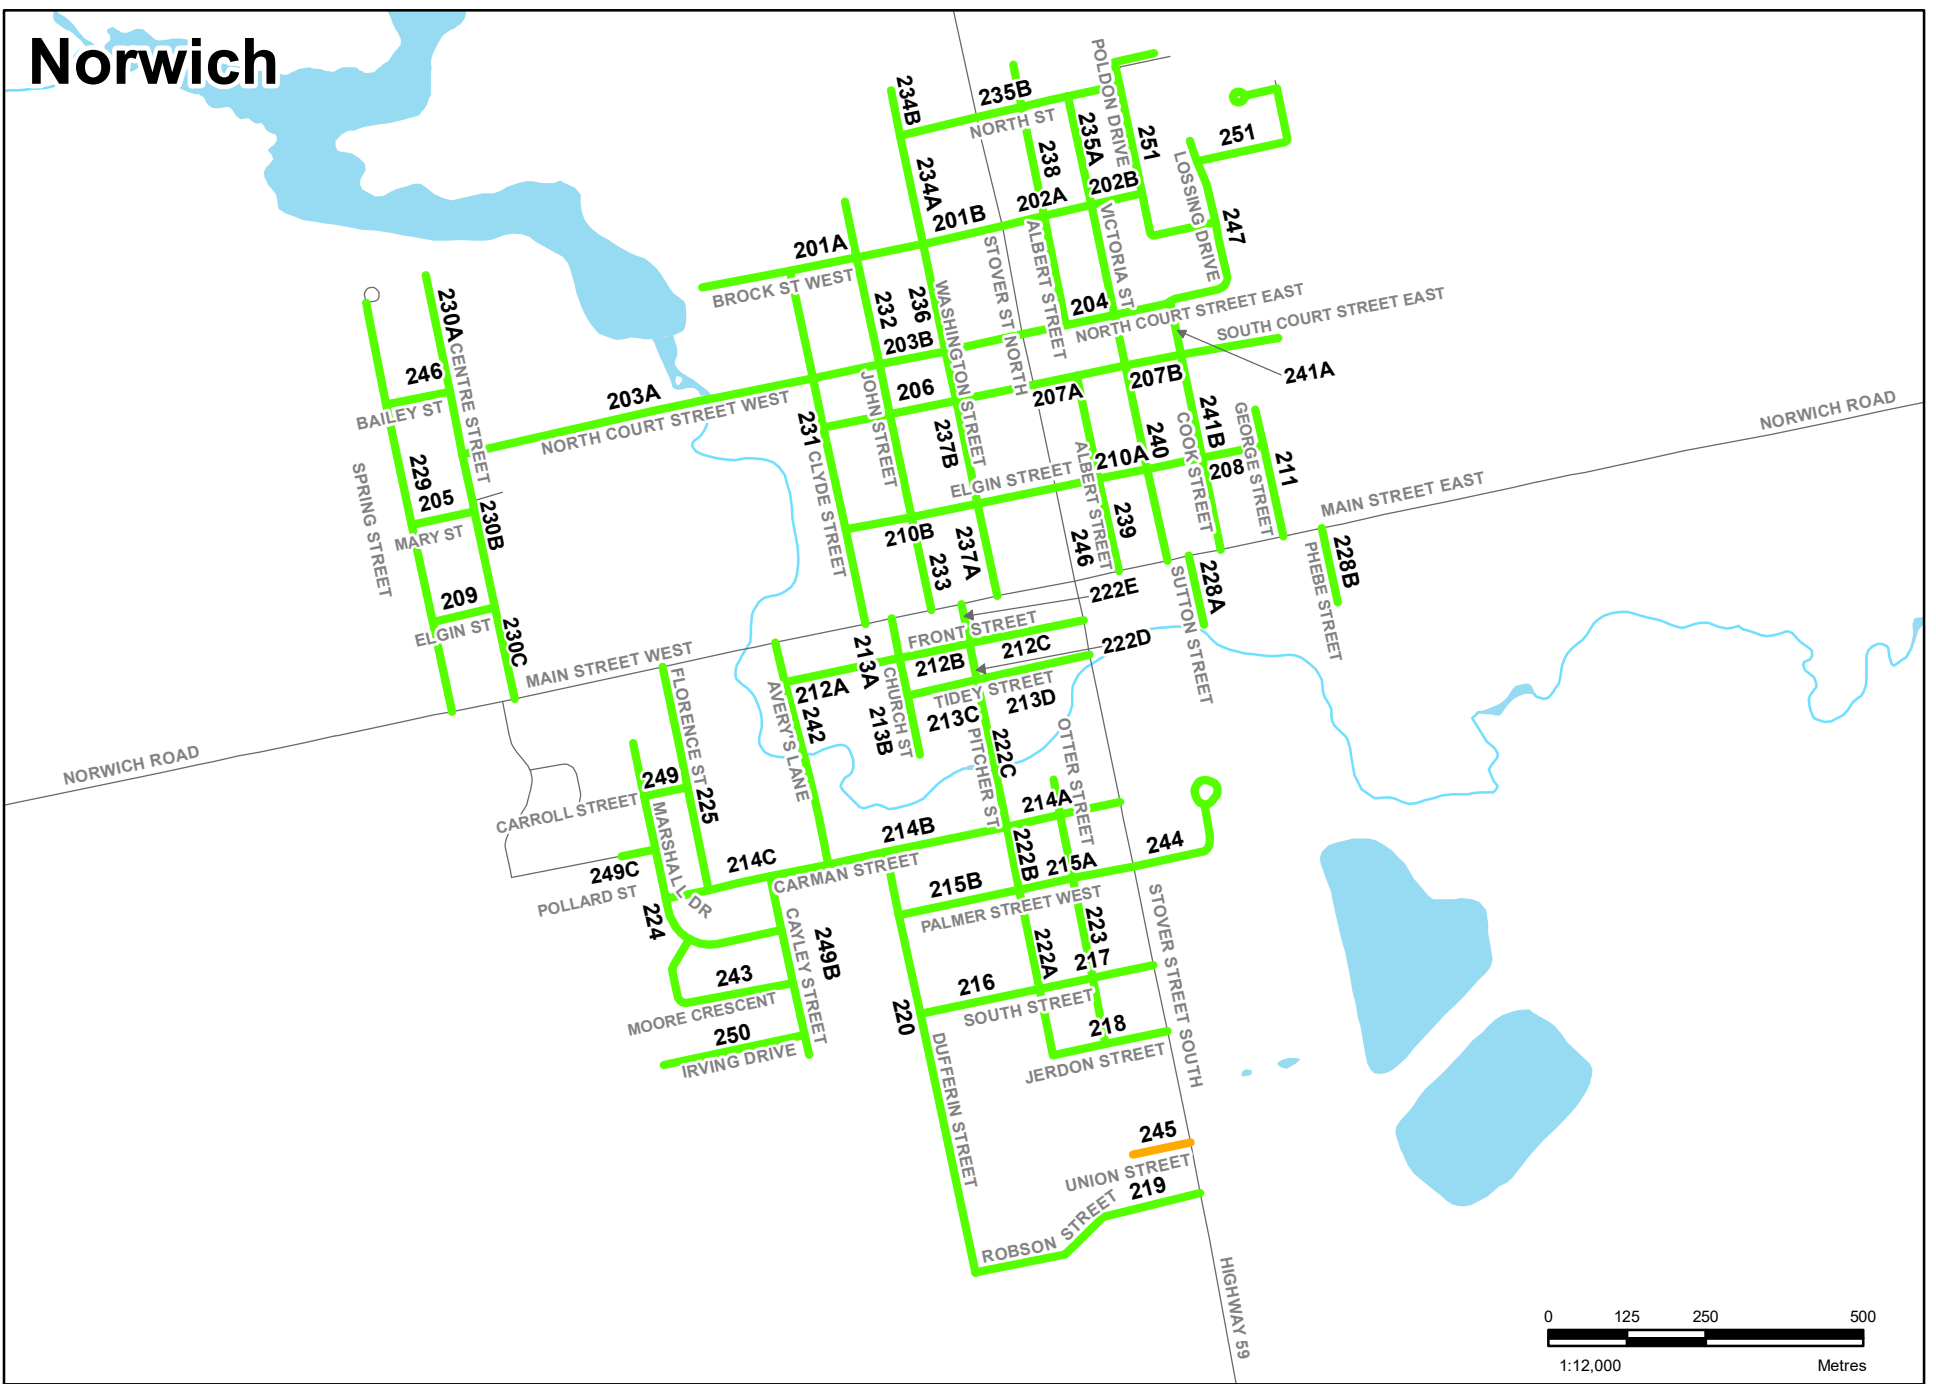 Norwich
POLDON DRIVE
234B
235B
NORTH ST
238
235A
251
251
LOSSING DRIVE
247
234A
202B
202A
201B
201A
BROCK ST WEST
STOVER ST NORTH
ALBERT STREET
VICTORIA ST
232
236
WASHINGTON STREET
204
NORTH COURT STREET EAST
SOUTH COURT STREET EAST
241A
230A
CENTRE STREET
246
BAILEY ST
203B
203A
NORTH COURT STREET WEST
JOHN STREET
206
207A
207B
NORWICH ROAD
231
CLYDE STREET
237B
ALBERT STREET
240
241B
COOK STREET
GEORGE STREET
211
210A
208
ELGIN STREET
229
SPRING STREET
205
MARY ST
230B
MAIN STREET EAST
210B
233
237A
246
239
228A
SUTTON STREET
228B
PHEBE STREET
209
ELGIN ST
230C
222E
FRONT STREET
222D
212C
212B
212A
213A
CHURCH ST
TIDEY STREET
213D
213C
213B
MAIN STREET WEST
FLORENCE ST
AVERY'S LANE
242
PITCHER ST
222C
OTTER STREET
NORWICH ROAD
249
CARROLL STREET
MARSHALL DR
225
214A
214B
214C
CARMAN STREET
222B
215A
244
249C
POLLARD ST
215B
PALMER STREET WEST
224
CAYLEY STREET
249B
222A
223
STOVER STREET SOUTH
217
243
MOORE CRESCENT
216
SOUTH STREET
220
DUFFERIN STREET
250
IRVING DRIVE
218
JERDON STREET
245
UNION STREET
219
ROBSON STREET
HIGHWAY 59
0 125 250 500
1:12,000 Metres